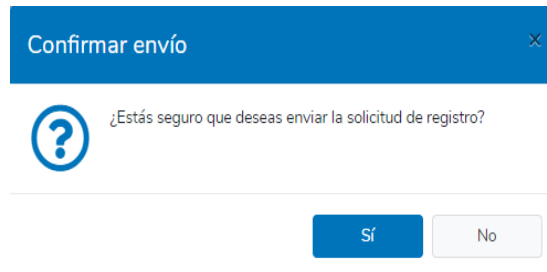 Confirmar envío
¿Estás seguro que deseas enviar la solicitud de registro?
Sí
No